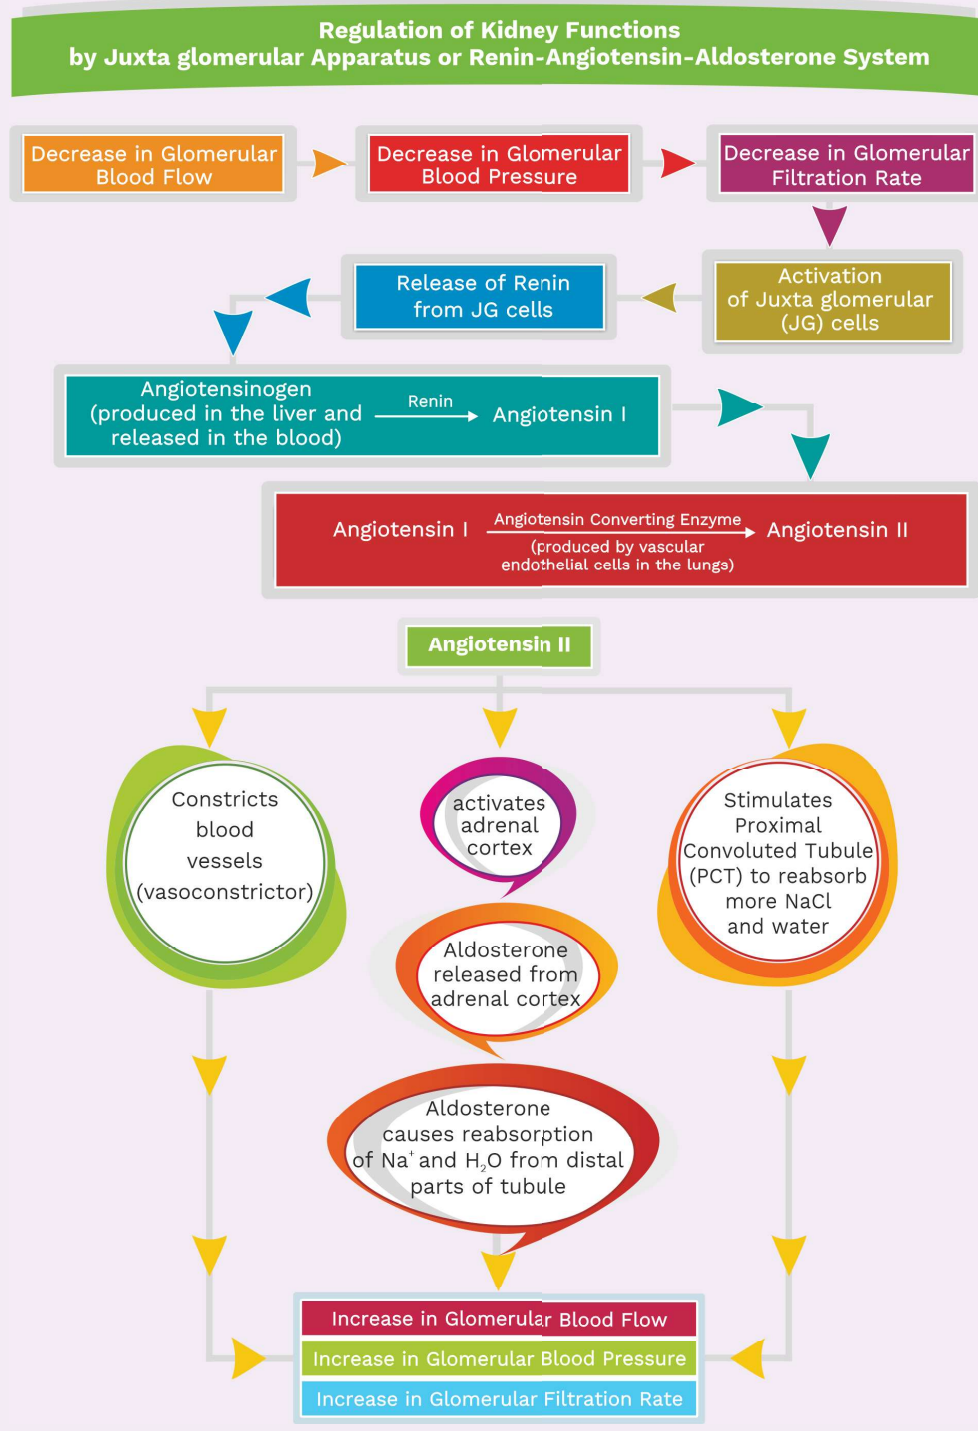 Regulation of Kidney Functions
by Juxta glomerular Apparatus or Renin-Angiotensin-Aldosterone System
Decrease in Glomerular
Blood Flow
Decrease in Glomerular
Blood Pressure
Decrease in Glomerular
Filtration Rate
Activation
of Juxta glomerular
(JG) cells
Release of Renin
from JG cells
Angiotensinogen
(produced in the liver and
released in the blood)
Renin
Angiotensin I
Angiotensin I
Angiotensin Converting Enzyme
(produced by vascular
endothelial cells in the lungs)
Angiotensin II
Angiotensin II
Constricts
blood
vessels
(vasoconstrictor)
activates
adrenal
cortex
Aldosterone
released from
adrenal cortex
Aldosterone
causes reabsorption
of Na⁺ and H₂O from distal
parts of tubule
Stimulates
Proximal
Convoluted Tubule
(PCT) to reabsorb
more NaCl
and water
Increase in Glomerular Blood Flow
Increase in Glomerular Blood Pressure
Increase in Glomerular Filtration Rate